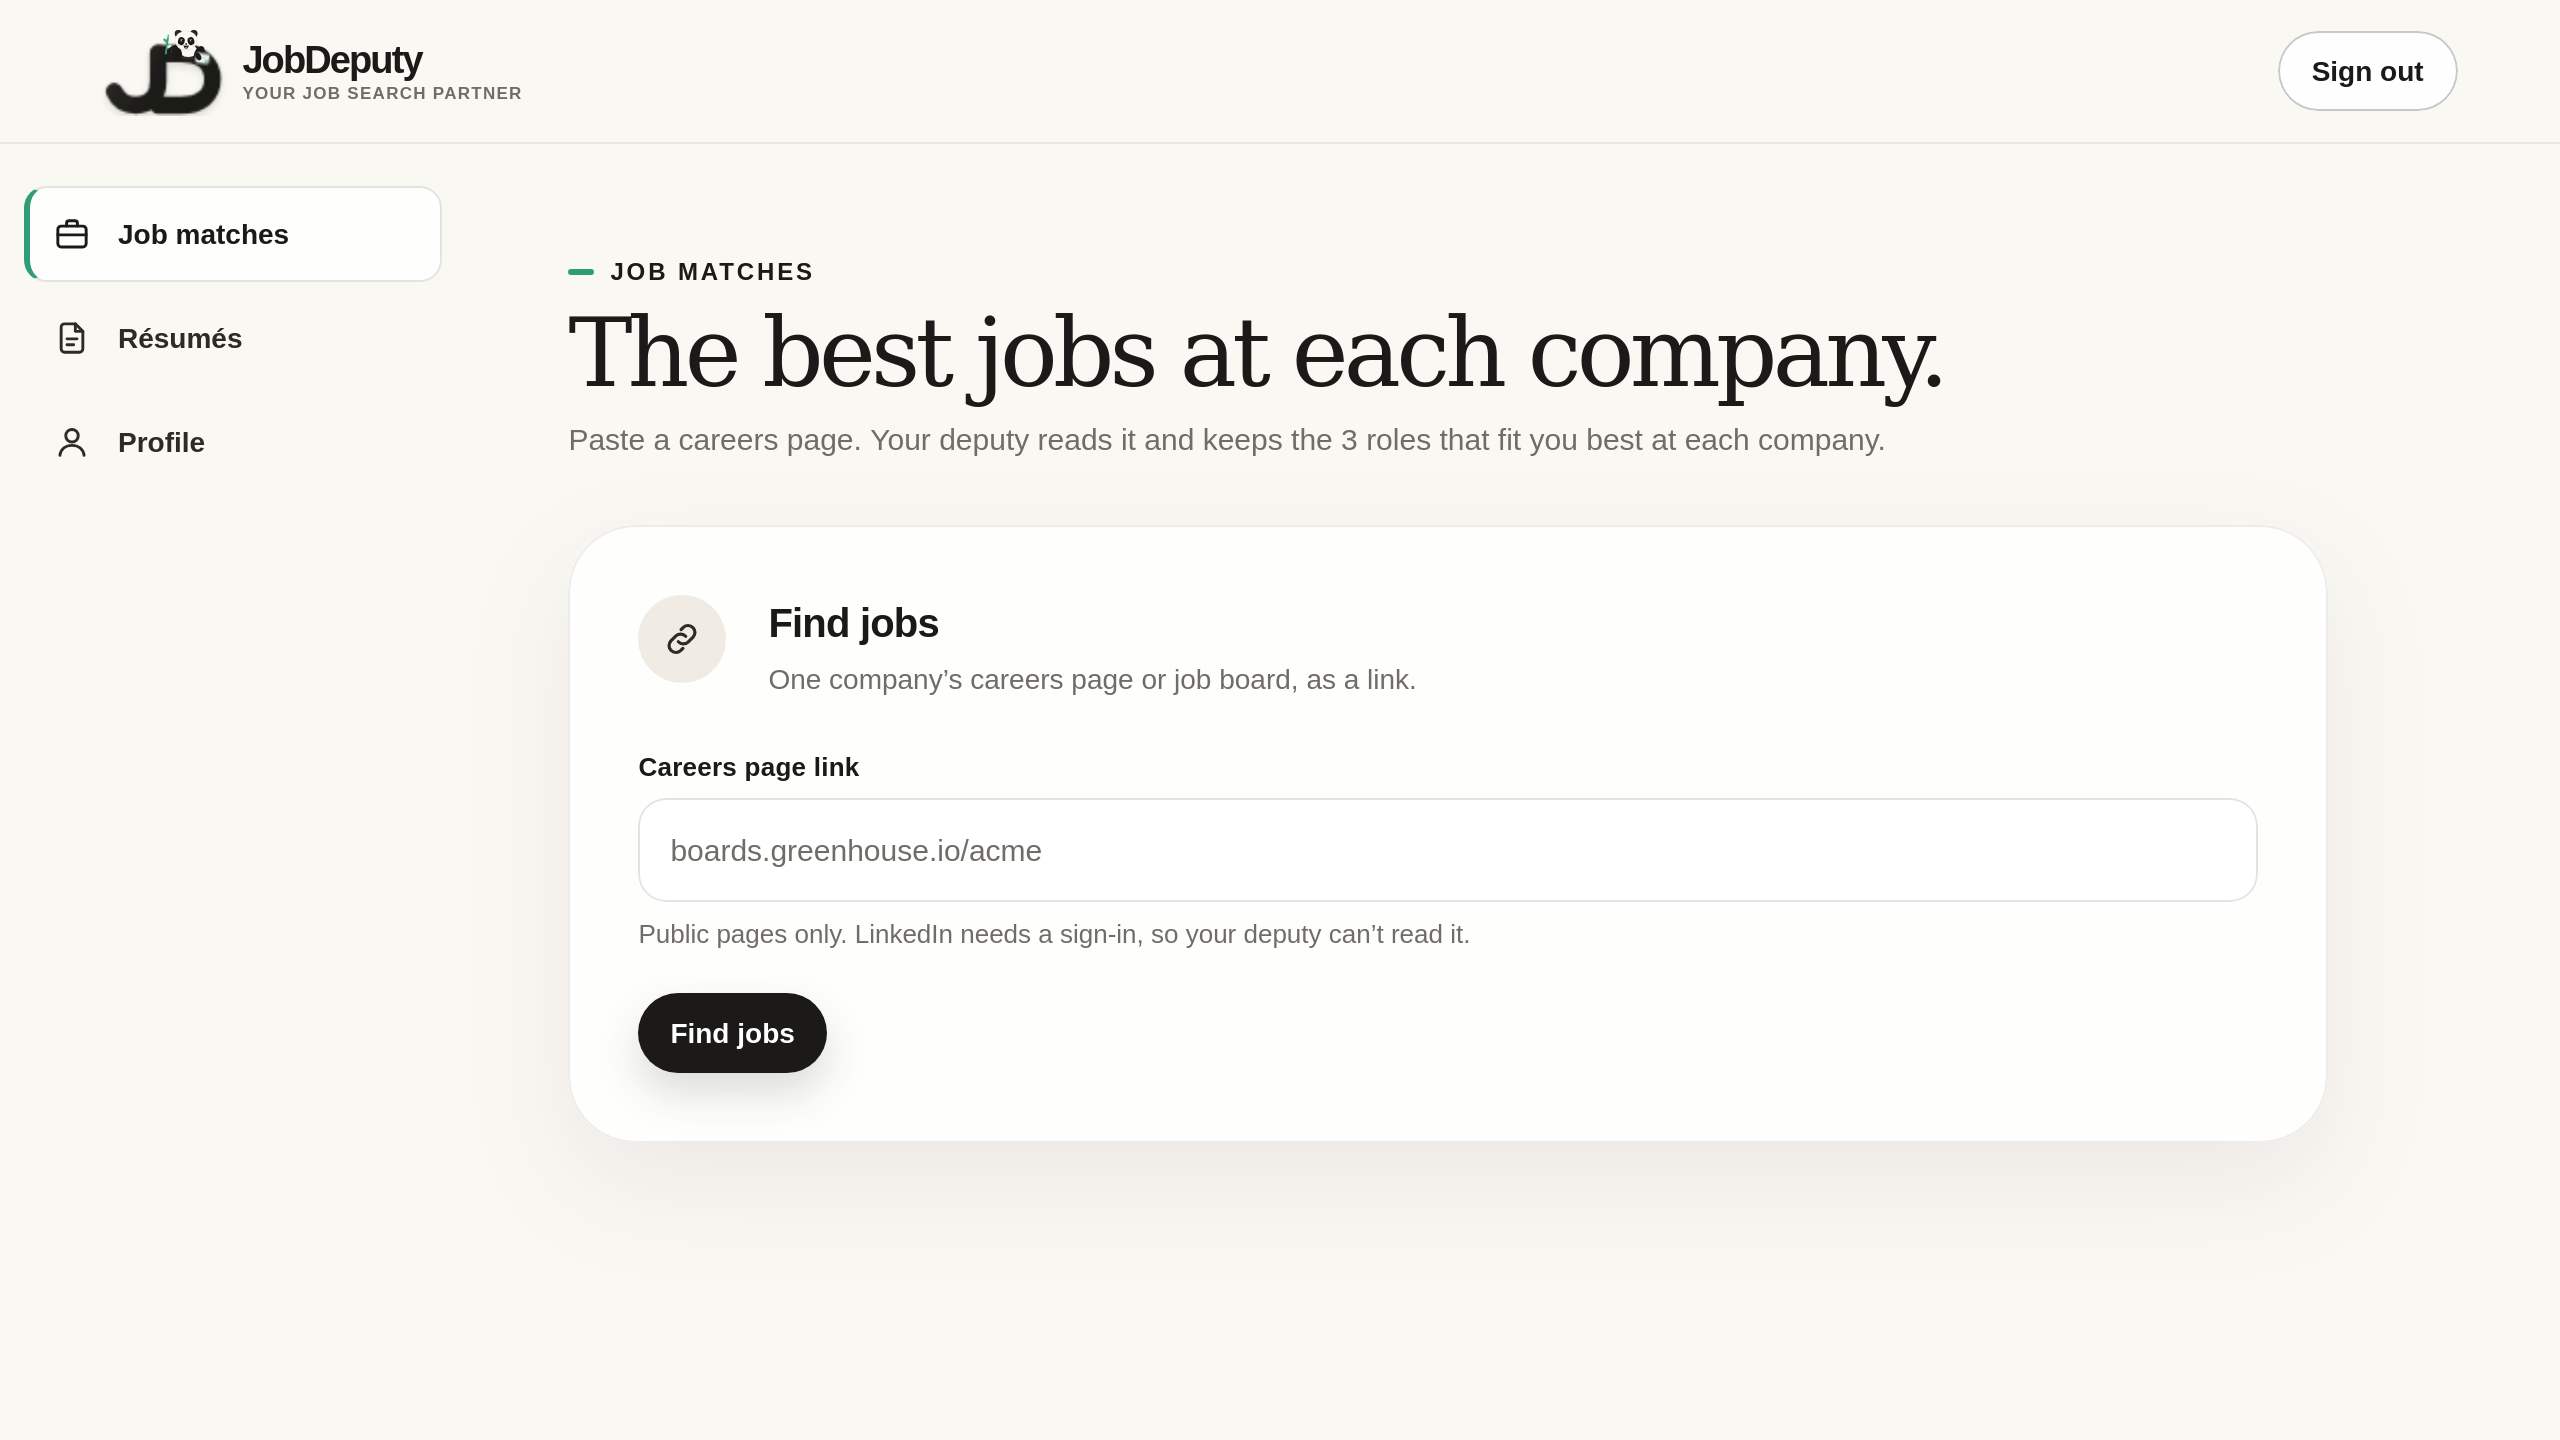 JobDeputy
YOUR JOB SEARCH PARTNER
Sign out
Job matches
Résumés
Profile
JOB MATCHES
The best jobs at each company.
Paste a careers page. Your deputy reads it and keeps the 3 roles that fit you best at each company.
Find jobs
One company’s careers page or job board, as a link.
Careers page link
boards.greenhouse.io/acme
Public pages only. LinkedIn needs a sign-in, so your deputy can’t read it.
Find jobs